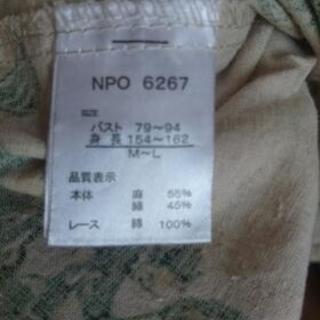 NPO 6267
SIZE
バスト 79～94
身長 154～162
M～L
品質表示
本体 麻 55%
綿 45%
レース 綿 100%